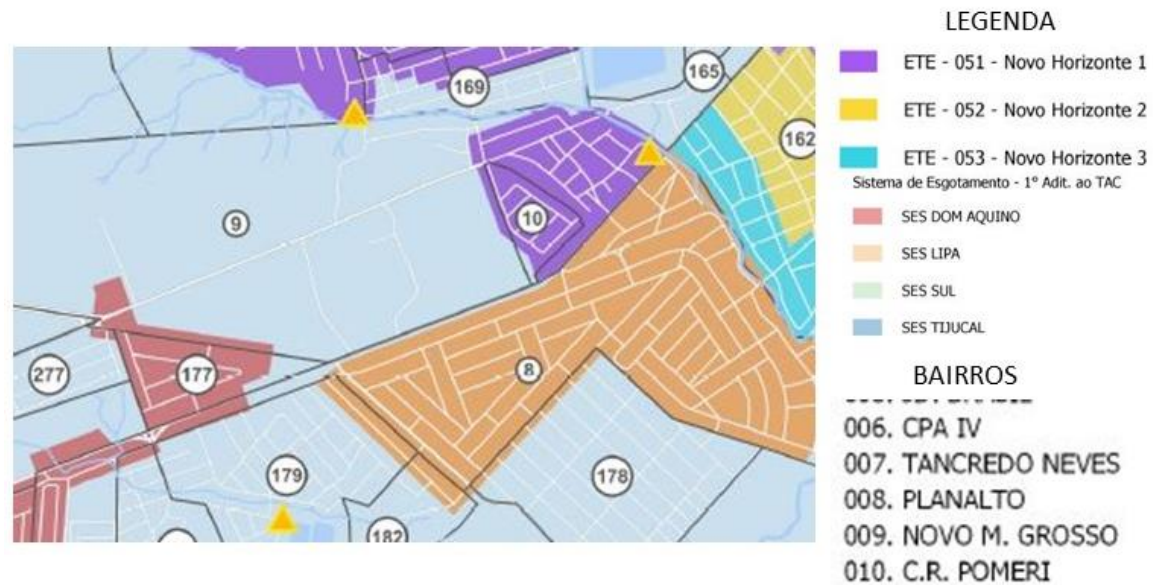 LEGENDA
ETE - 051 - Novo Horizonte 1
ETE - 052 - Novo Horizonte 2
ETE - 053 - Novo Horizonte 3
Sistema de Esgotamento - 1º Adit. ao TAC
SES DOM AQUINO
SES LIPA
SES SUL
SES TIJUCAL
BAIRROS
006. CPA IV
007. TANCREDO NEVES
008. PLANALTO
009. NOVO M. GROSSO
010. C.R. POMERI
165
169
162
10
9
8
277
177
179
178
182